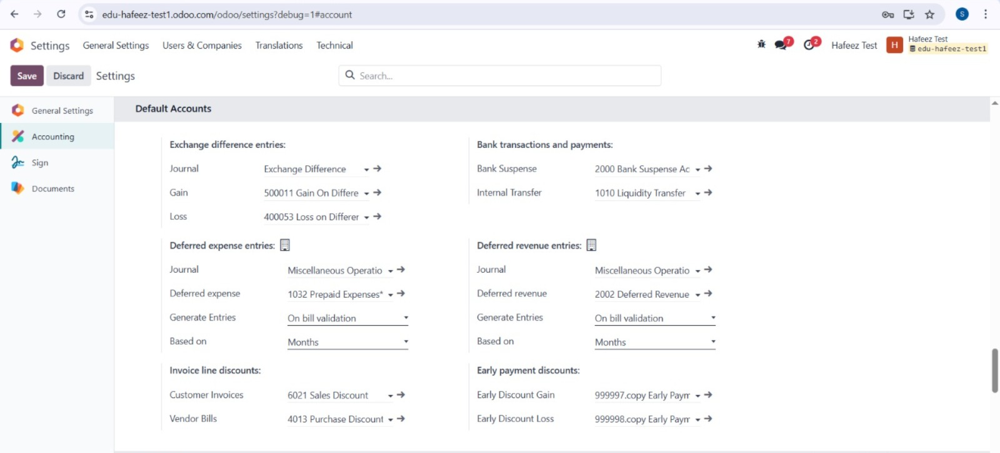 edu-hafeez-test1.odoo.com/odoo/settings?debug=1#account
S
Settings General Settings Users & Companies Translations Technical
7 2 Hafeez Test H Hafeez Test
edu-hafeez-test1
Save Discard Settings Search...
General Settings
Accounting
Sign
Documents
Default Accounts
Exchange difference entries:
Journal Exchange Difference
Gain 500011 Gain On Differe
Loss 400053 Loss on Differer
Bank transactions and payments:
Bank Suspense 2000 Bank Suspense Ac
Internal Transfer 1010 Liquidity Transfer
Deferred expense entries:
Journal Miscellaneous Operatio
Deferred expense 1032 Prepaid Expenses*
Generate Entries On bill validation
Based on Months
Deferred revenue entries:
Journal Miscellaneous Operatio
Deferred revenue 2002 Deferred Revenue
Generate Entries On bill validation
Based on Months
Invoice line discounts:
Customer Invoices 6021 Sales Discount
Vendor Bills 4013 Purchase Discount
Early payment discounts:
Early Discount Gain 999997.copy Early Paym
Early Discount Loss 999998.copy Early Paym